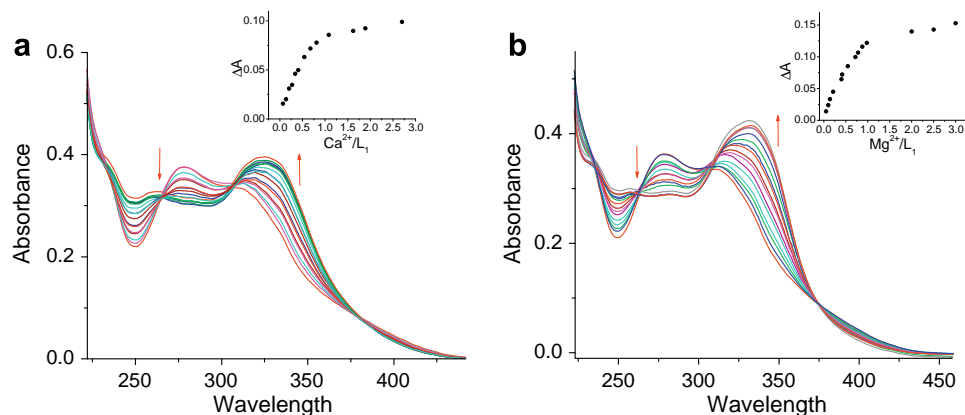 a
0.6
0.4
0.2
0.0
Absorbance
250 300 350 400
Wavelength
0.10
0.05
0.00
ΔA
0.0 0.5 1.0 1.5 2.0 2.5 3.0
Ca²⁺/L₁
b
0.4
0.2
0.0
Absorbance
250 300 350 400 450
Wavelength
0.15
0.10
0.05
0.00
ΔA
0.0 0.5 1.0 1.5 2.0 2.5 3.0
Mg²⁺/L₁